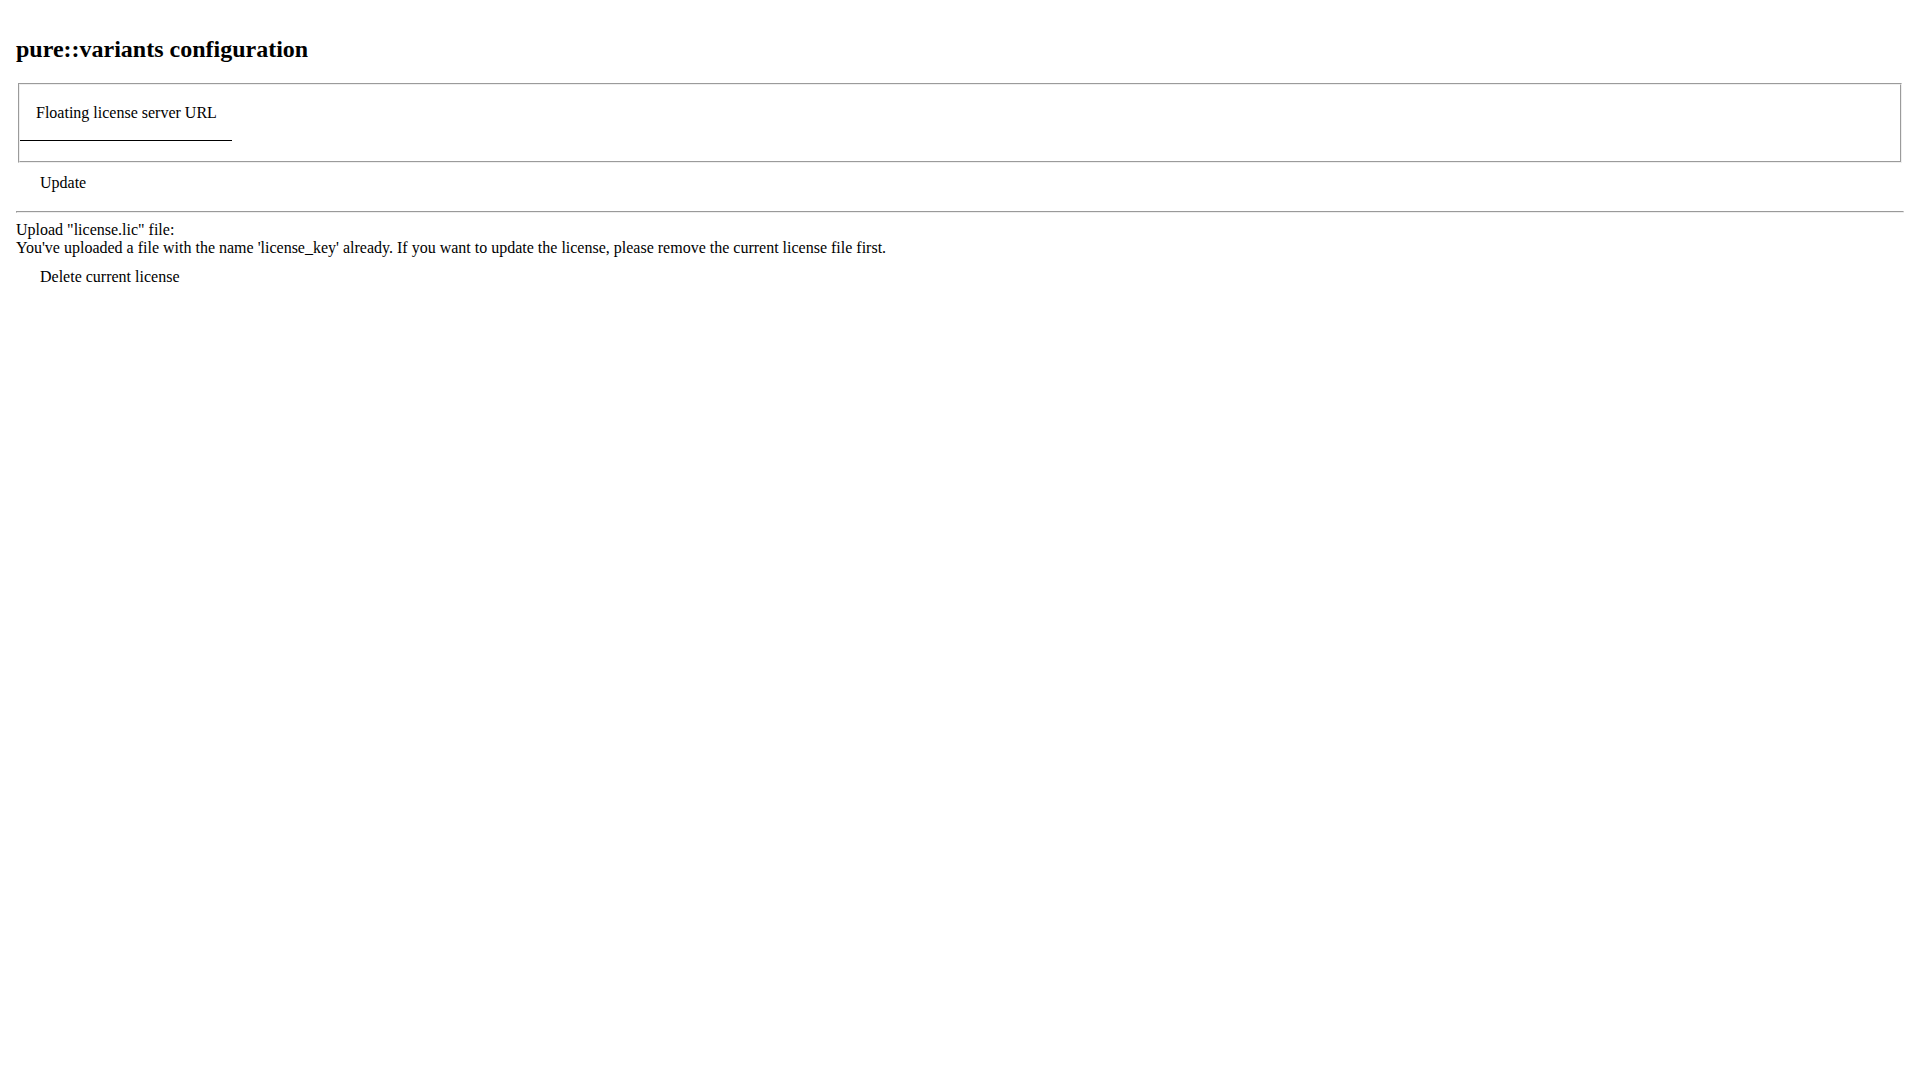 pure::variants configuration
Floating license server URL
Update
Upload "license.lic" file:
You've uploaded a file with the name 'license_key' already. If you want to update the license, please remove the current license file first.
Delete current license